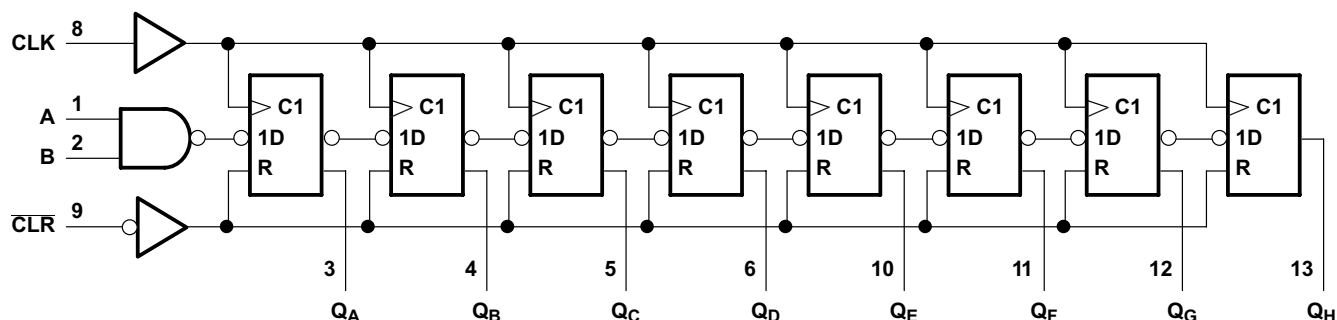 CLK 8
C1 C1 C1 C1 C1 C1 C1 C1
A 1
1D 1D 1D 1D 1D 1D 1D 1D
B 2
R R R R R R R R
CLR 9
3 4 5 6 10 11 12 13
QA QB QC QD QE QF QG QH